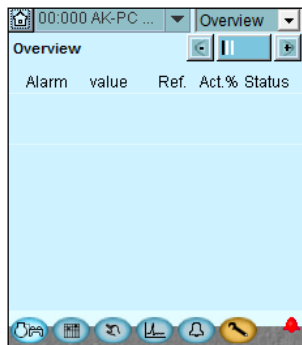 00:000 AK-PC ... Overview
Overview
Alarm value Ref. Act.% Status